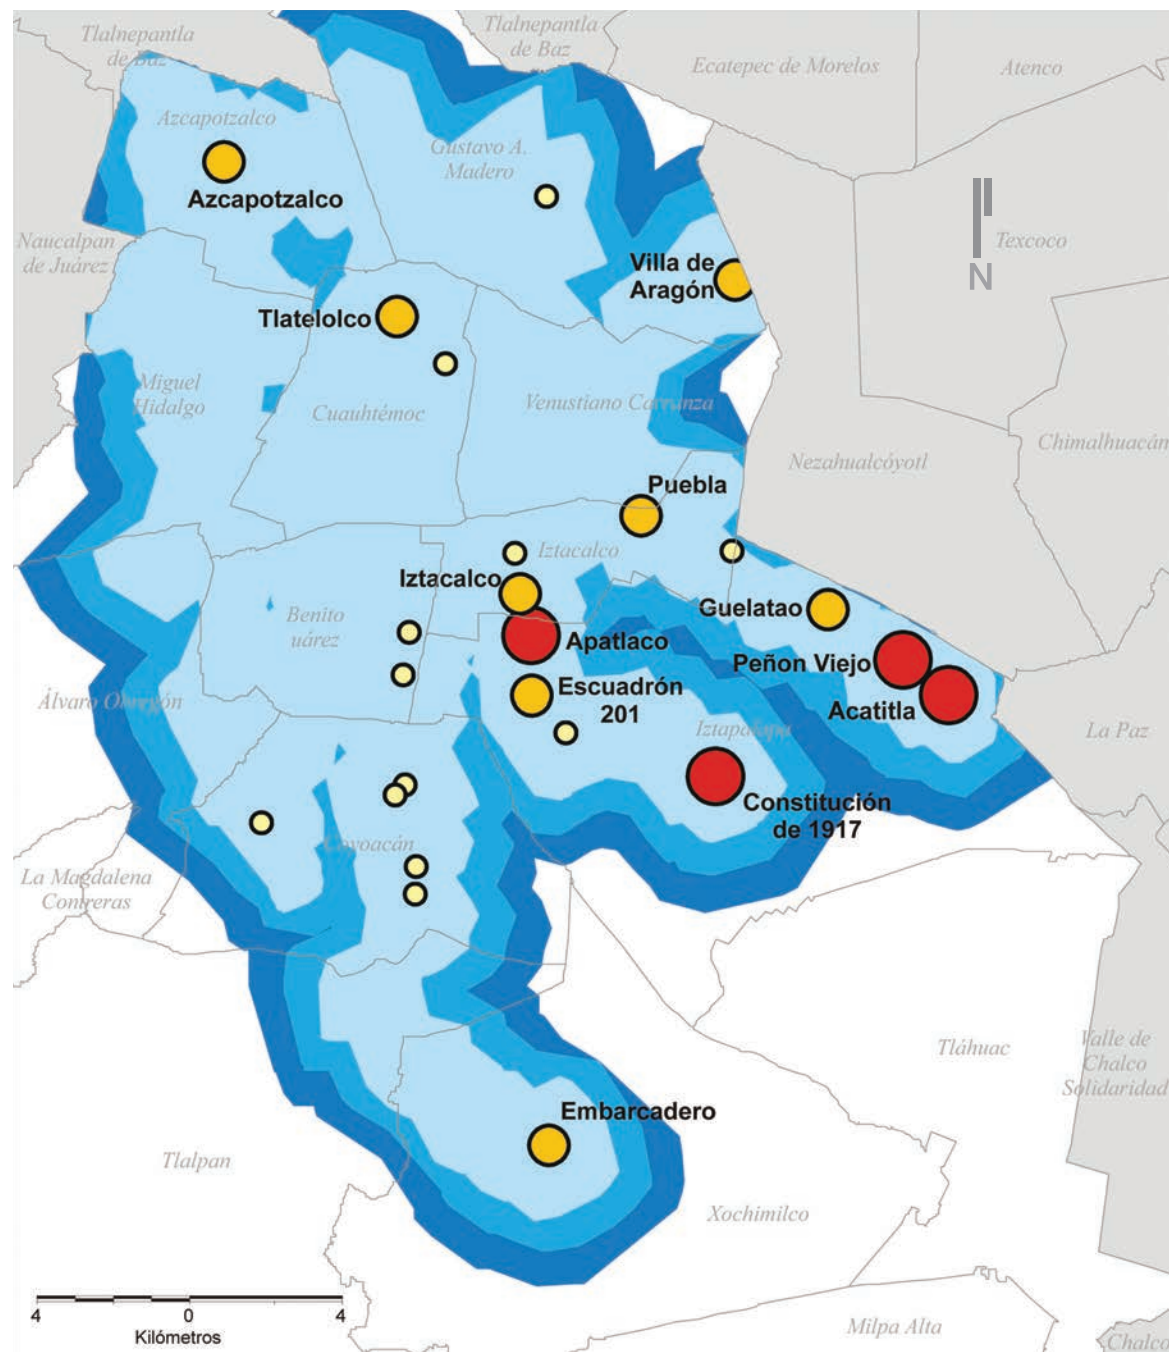 Tlalnepantla
de Baz
Tlalnepantla
de Baz
Ecatepec de Morelos
Atenco
Azcapotzalco
Gustavo A.
Madero
Azcapotzalco
Naucalpan
de Juárez
Texcoco
N
Villa de
Aragón
Tlatelolco
Miguel
Hidalgo
Cuauhtémoc
Venustiano Carranza
Chimalhuacán
Nezahualcóyotl
Puebla
Iztacalco
Iztacalco
Guelatao
Benito
uárez
Apatlaco
Peñon Viejo
Escuadrón
201
Acatitla
Álvaro Obregón
Iztapalapa
La Paz
Constitución
de 1917
Coyoacán
La Magdalena
Contreras
Tláhuac
Valle de
Chalco
Solidaridad
Embarcadero
Tlalpan
Xochimilco
4 0 4
Kilómetros
Milpa Alta
Chalco